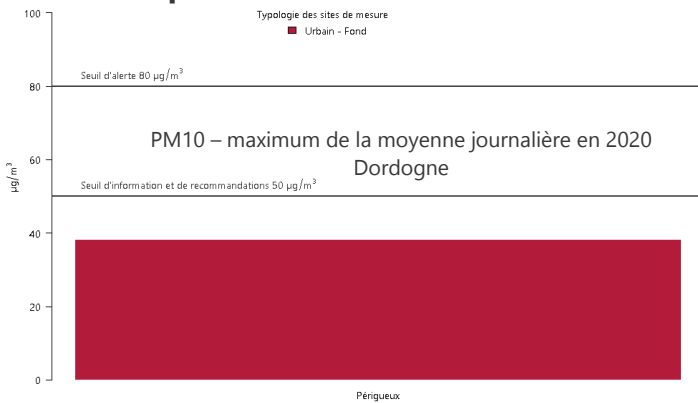 Typologie des sites de mesure
Urbain - Fond
100
Seuil d'alerte 80 µg/m³
80
PM10 – maximum de la moyenne journalière en 2020
Dordogne
60
µg/m³
Seuil d'information et de recommandations 50 µg/m³
40
20
0
Périgueux